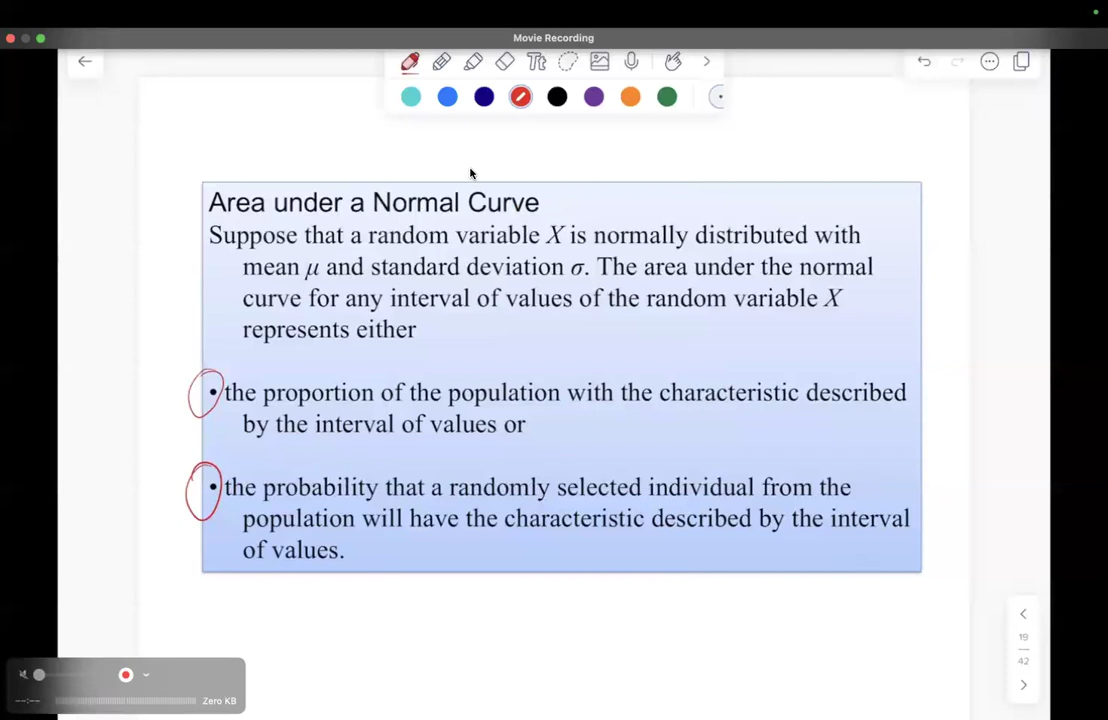 Movie Recording
Tt
Area under a Normal Curve
Suppose that a random variable X is normally distributed with
mean μ and standard deviation σ. The area under the normal
curve for any interval of values of the random variable X
represents either
• the proportion of the population with the characteristic described
by the interval of values or
• the probability that a randomly selected individual from the
population will have the characteristic described by the interval
of values.
19
42
--:--
Zero KB